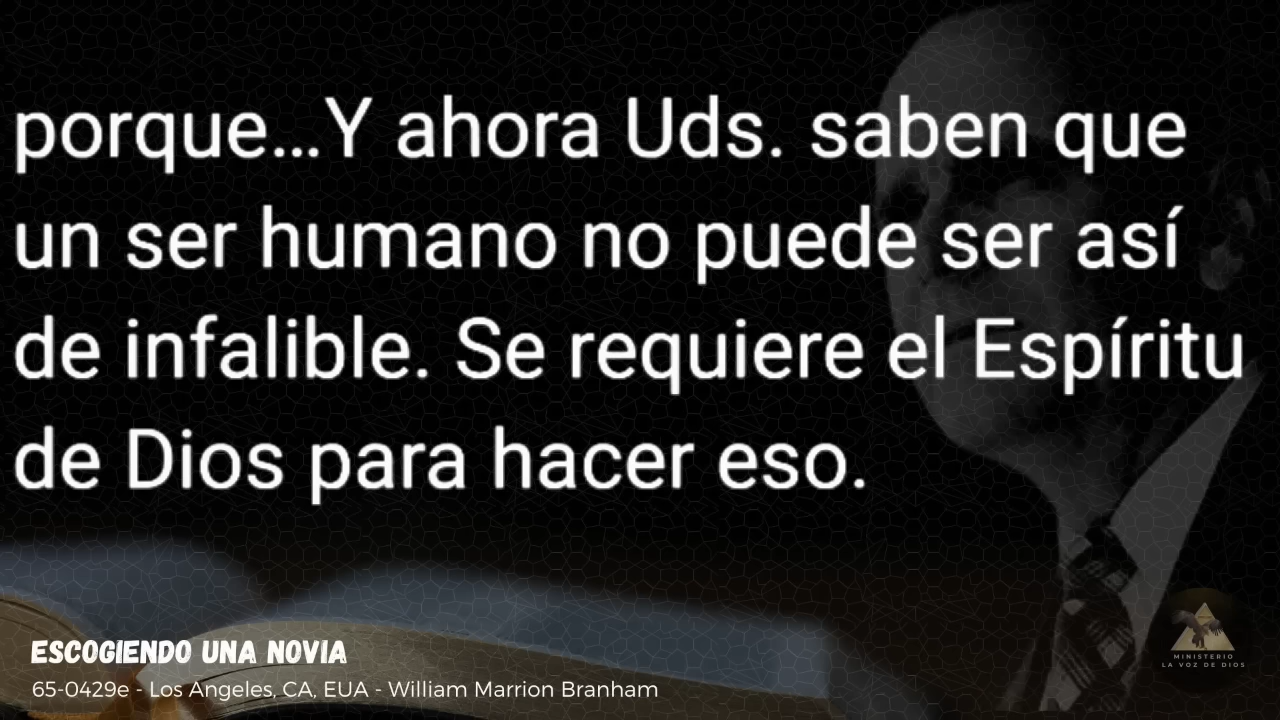 porque...Y ahora Uds. saben que
un ser humano no puede ser así
de infalible. Se requiere el Espíritu
de Dios para hacer eso.
ESCOGIENDO UNA NOVIA
65-0429e - Los Angeles, CA, EUA - William Marrion Branham
MINISTERIO
LA VOZ DE DIOS